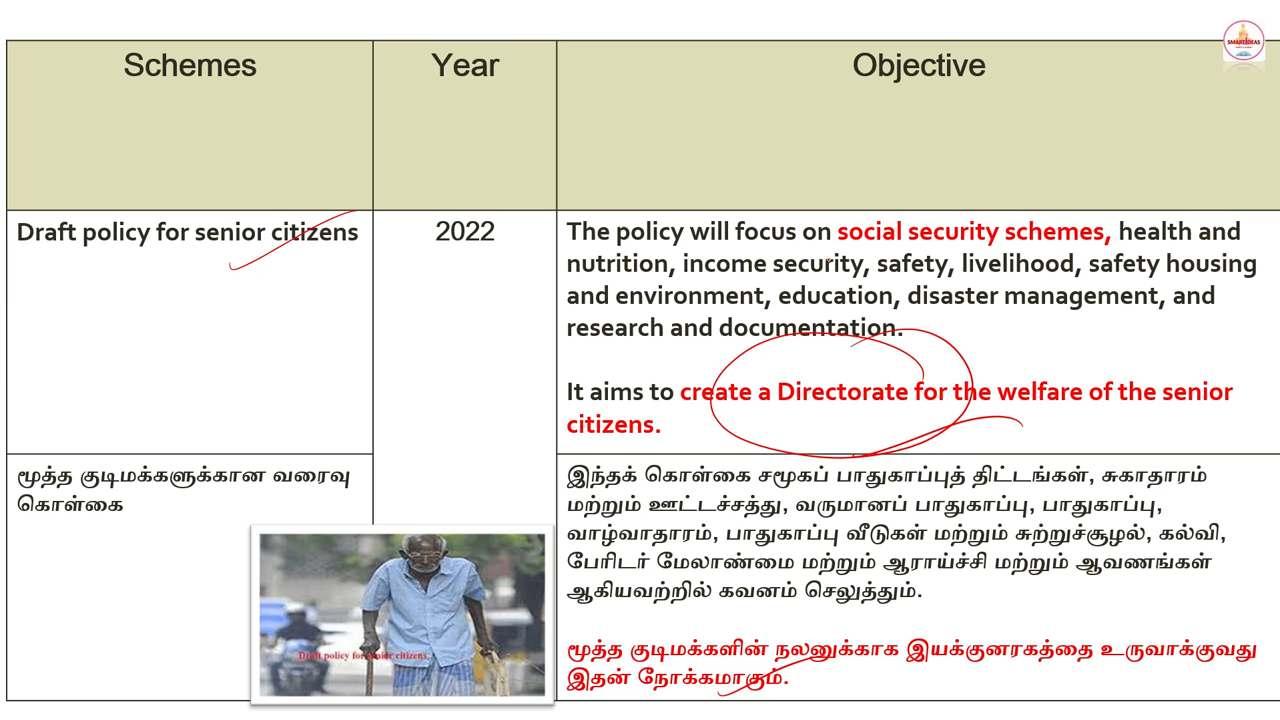 SMART IDEAS
Schemes
Year
Objective
Draft policy for senior citizens
2022
The policy will focus on social security schemes, health and
nutrition, income security, safety, livelihood, safety housing
and environment, education, disaster management, and
research and documentation.
It aims to create a Directorate for the welfare of the senior
citizens.
மூத்த குடிமக்களுக்கான வரைவு
கொள்கை
இந்தக் கொள்கை சமூகப் பாதுகாப்புத் திட்டங்கள், சுகாதாரம்
மற்றும் ஊட்டச்சத்து, வருமானப் பாதுகாப்பு, பாதுகாப்பு,
வாழ்வாதாரம், பாதுகாப்பு வீடுகள் மற்றும் சுற்றுச்சூழல், கல்வி,
பேரிடர் மேலாண்மை மற்றும் ஆராய்ச்சி மற்றும் ஆவணங்கள்
ஆகியவற்றில் கவனம் செலுத்தும்.
மூத்த குடிமக்களின் நலனுக்காக இயக்குனரகத்தை உருவாக்குவது
இதன் நோக்கமாகும்.
Draft policy for senior citizens.